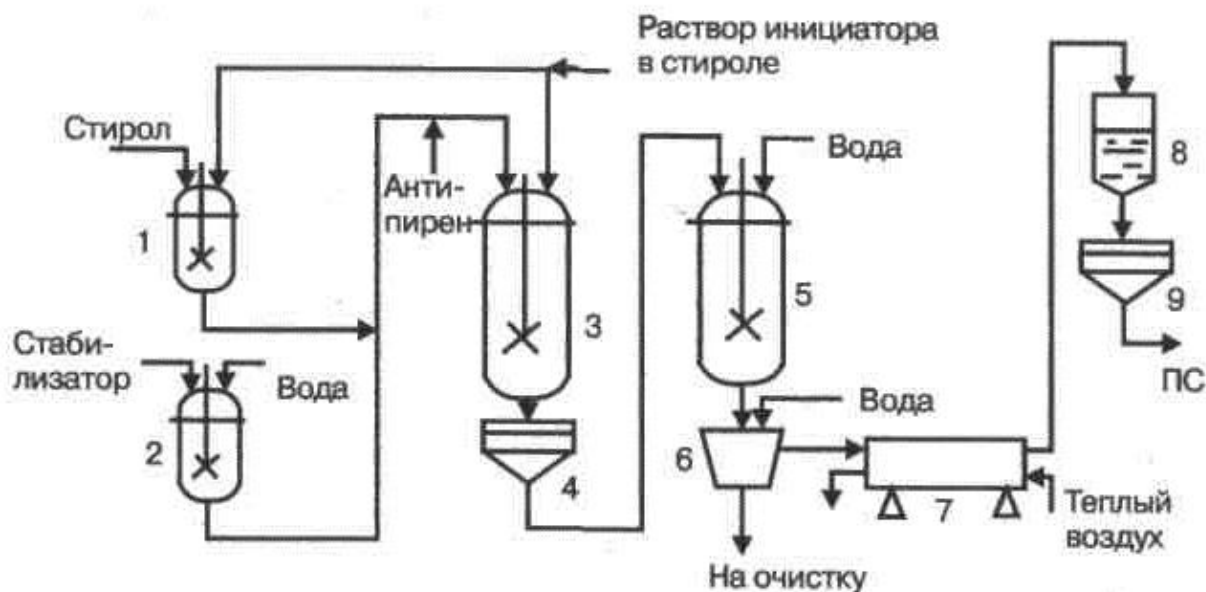 Раствор инициатора
в стироле
Стирол
Анти-
пирен
Вода
8
1
3
5
9
Стаби-
лизатор
Вода
Вода
ПС
2
4
6
7
Теплый
воздух
На очистку